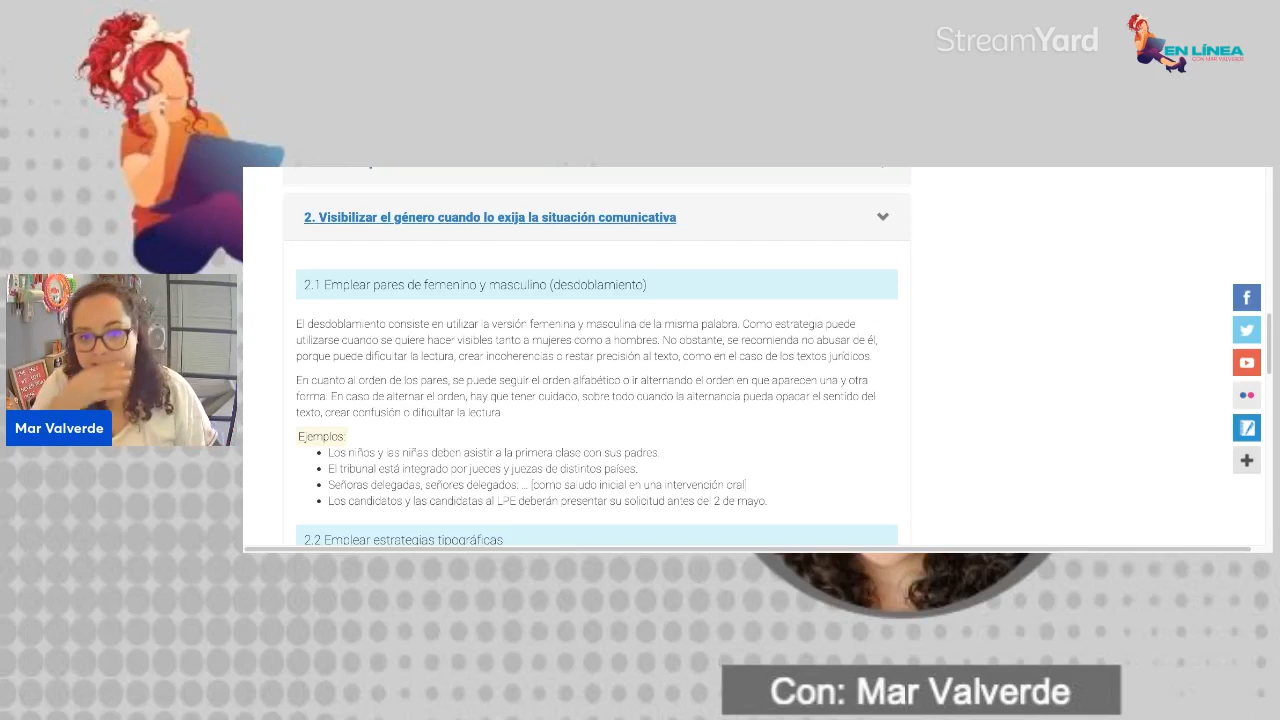 StreamYard
EN LÍNEA
CON MAR VALVERDE
2. Visibilizar el género cuando lo exija la situación comunicativa
2.1 Emplear pares de femenino y masculino (desdoblamiento)
El desdoblamiento consiste en utilizar la versión femenina y masculina de la misma palabra. Como estrategia puede
utilizarse cuando se quiere hacer visibles tanto a mujeres como a hombres. No obstante, se recomienda no abusar de él,
porque puede dificultar la lectura, crear incoherencias o restar precisión al texto, como en el caso de los textos jurídicos.
En cuanto al orden de los pares, se puede seguir el orden alfabético o ir alternando el orden en que aparecen una y otra
forma. En caso de alternar el orden, hay que tener cuidado, sobre todo cuando la alternancia pueda opacar el sentido del
texto, crear confusión o dificultar la lectura
Ejemplos:
Los niños y las niñas deben asistir a la primera clase con sus padres.
El tribunal está integrado por jueces y juezas de distintos países.
Señoras delegadas, señores delegados: ... [como saludo inicial en una intervención oral]
Los candidatos y las candidatas al LPE deberán presentar su solicitud antes del 2 de mayo.
2.2 Emplear estrategias tipográficas
Mar Valverde
Con: Mar Valverde